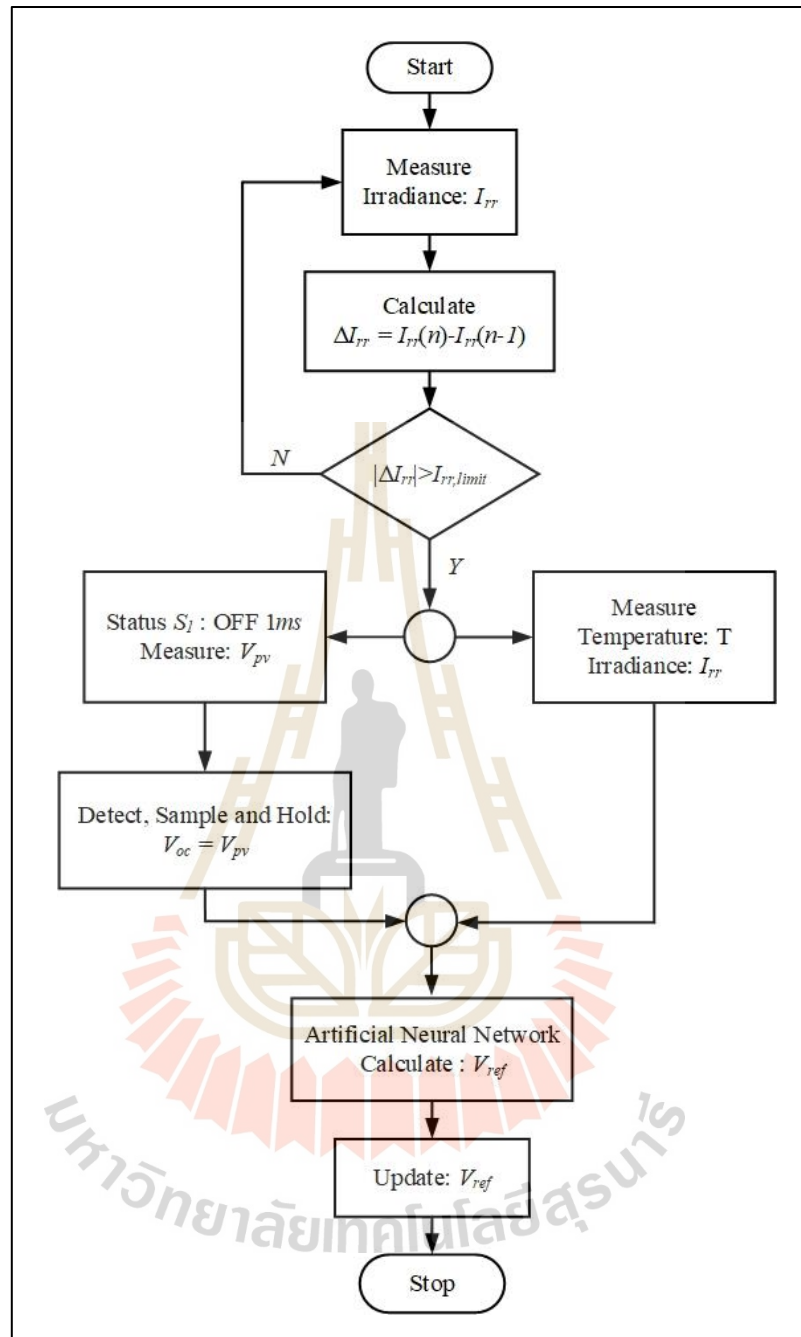 Start
Measure
Irradiance: Irr
Calculate
ΔIrr = Irr(n)-Irr(n-1)
|ΔIrr|>Irr,limit
N
Y
Status S1 : OFF 1ms
Measure: Vpv
Measure
Temperature: T
Irradiance: Irr
Detect, Sample and Hold:
Voc = Vpv
Artificial Neural Network
Calculate : Vref
Update: Vref
Stop
มหาวิทยาลัยเทคโนโลยีสุรนารี